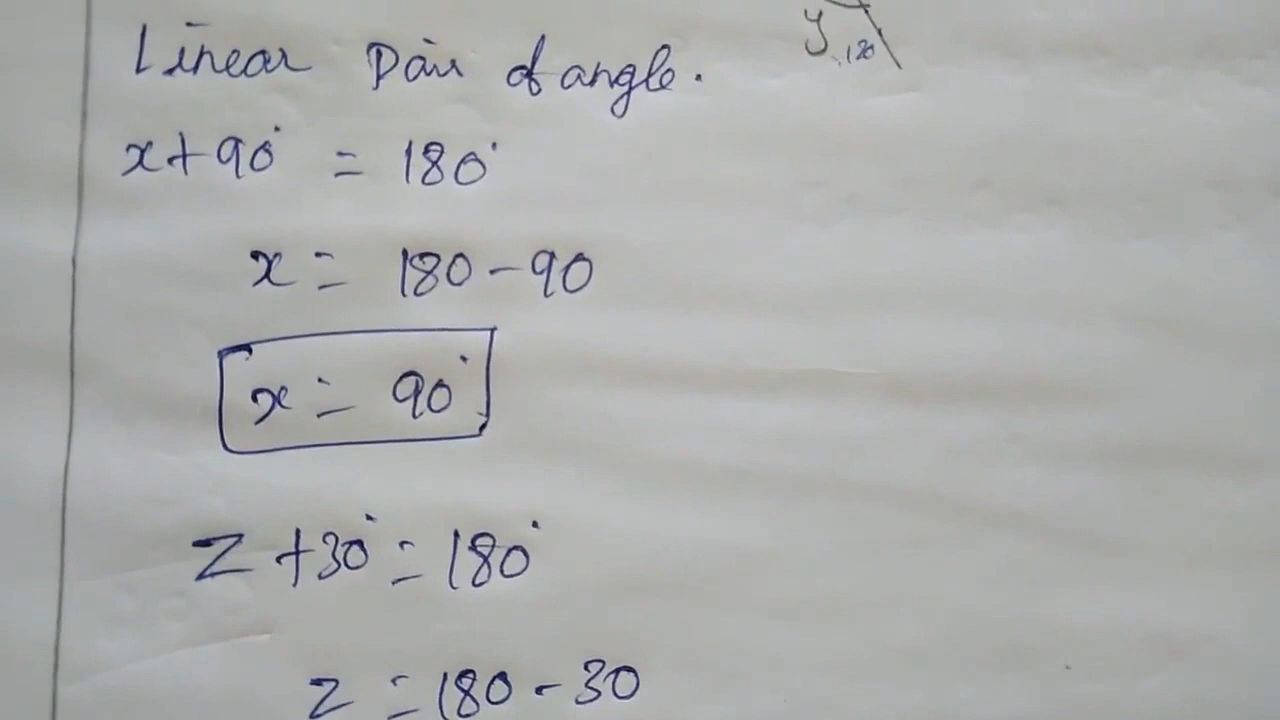 y 120
Linear Pair of angle.
x+90° = 180°
x = 180-90
x = 90°
Z +30° = 180°
z = 180 - 30